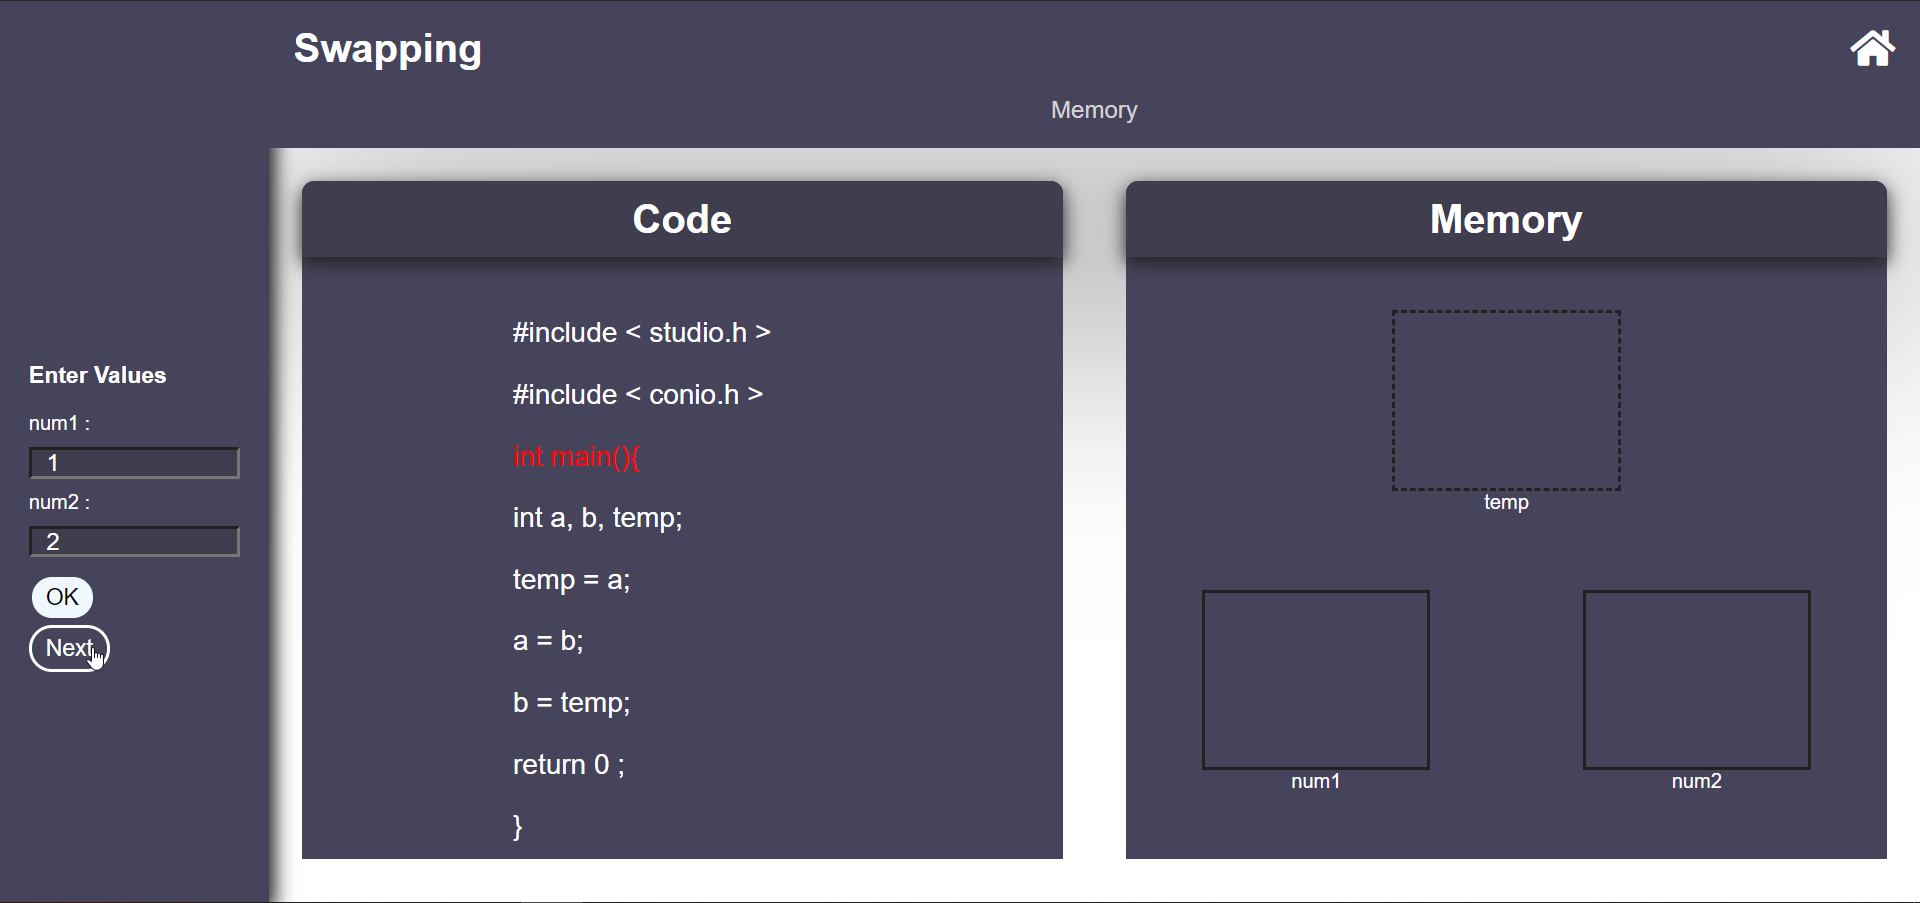 Swapping
Memory
Enter Values
num1 :
1
num2 :
2
OK
Next
Code
#include < studio.h >
#include < conio.h >
int main(){
int a, b, temp;
temp = a;
a = b;
b = temp;
return 0 ;
}
Memory
temp
num1
num2